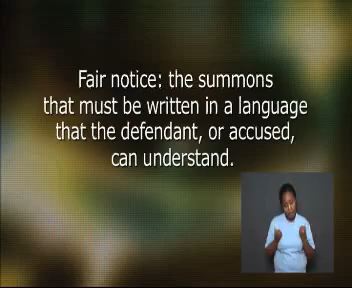 Fair notice: the summons
that must be written in a language
that the defendant, or accused,
can understand.